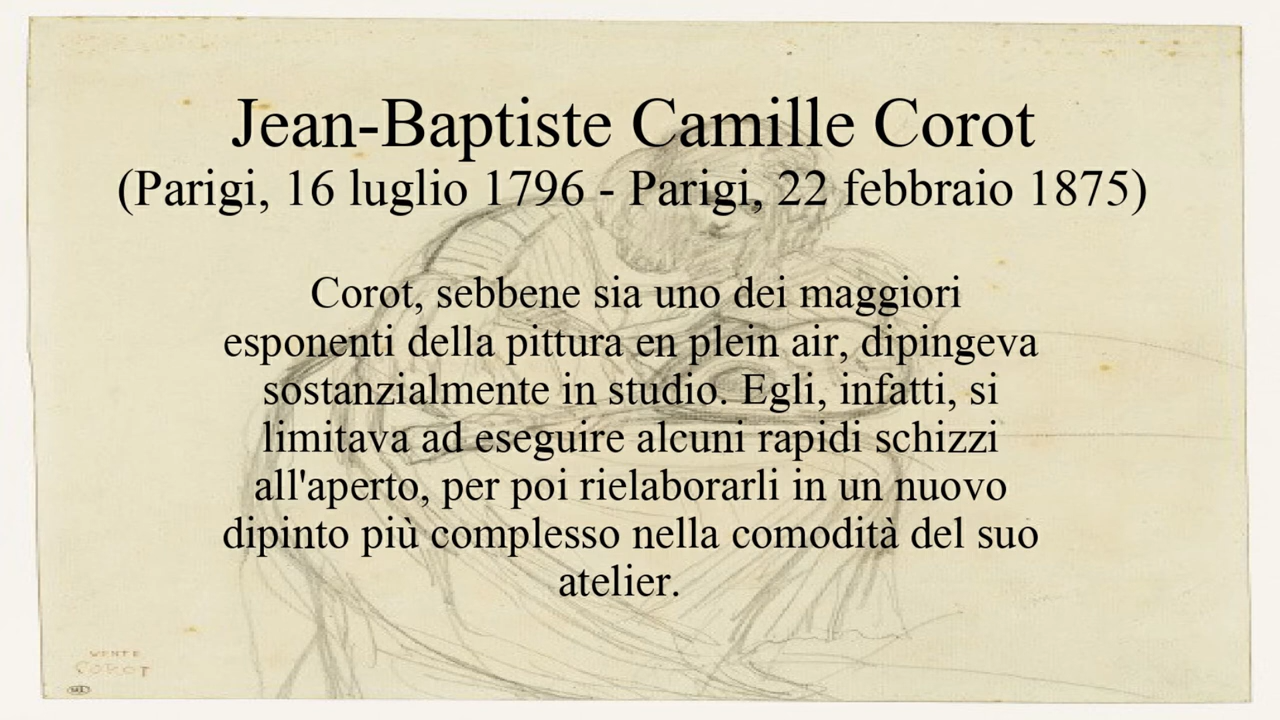 Jean-Baptiste Camille Corot
(Parigi, 16 luglio 1796 - Parigi, 22 febbraio 1875)
Corot, sebbene sia uno dei maggiori
esponenti della pittura en plein air, dipingeva
sostanzialmente in studio. Egli, infatti, si
limitava ad eseguire alcuni rapidi schizzi
all'aperto, per poi rielaborarli in un nuovo
dipinto più complesso nella comodità del suo
atelier.
VENTE
COROT